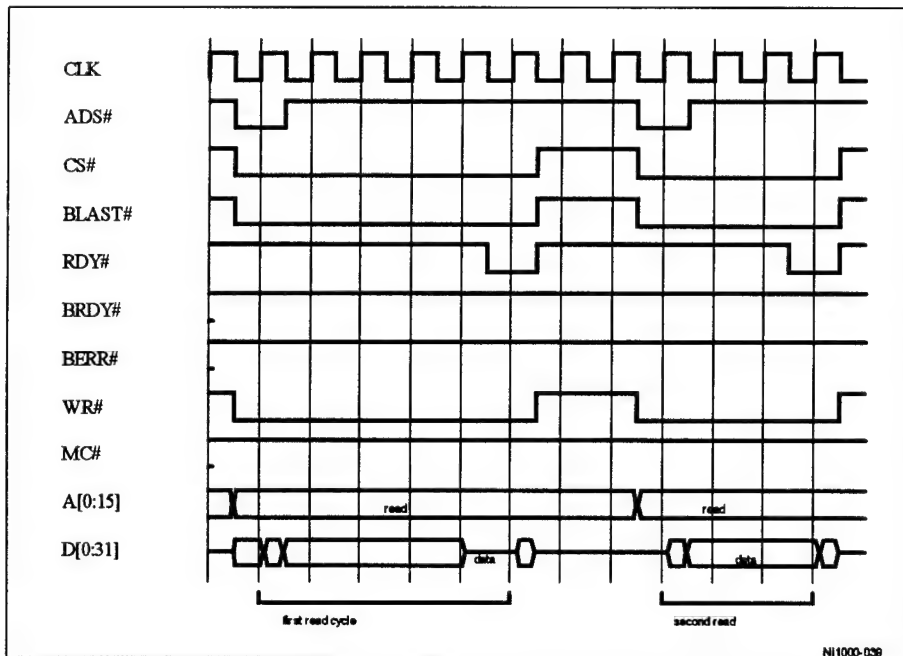 CLK
ADS#
CS#
BLAST#
RDY#
BRDY#
BERR#
WR#
MC#
A[0:15] read read
D[0:31] data data
first read cycle second read
NI1000-039